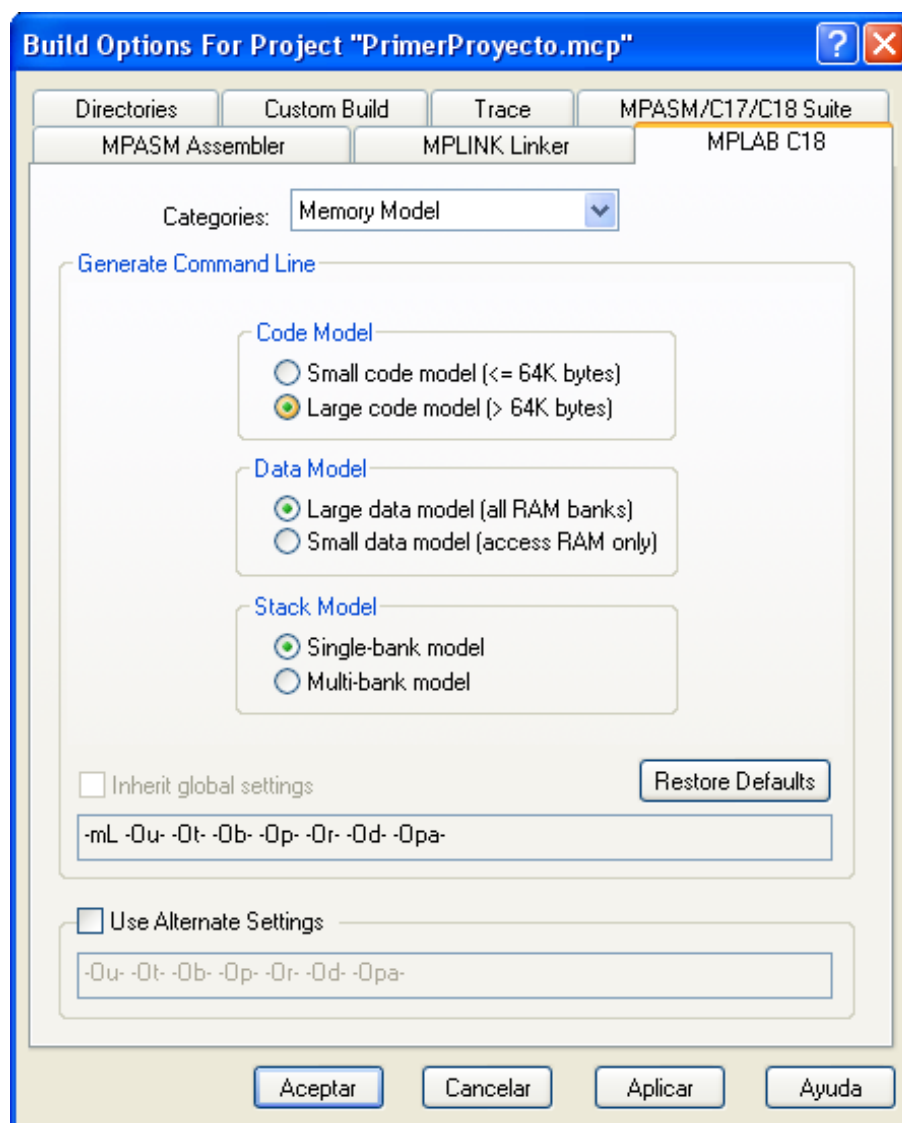 Build Options For Project "PrimerProyecto.mcp"
Directories Custom Build Trace MPASM/C17/C18 Suite
MPASM Assembler MPLINK Linker MPLAB C18
Categories: Memory Model
Generate Command Line
Code Model
Small code model (<= 64K bytes)
Large code model (> 64K bytes)
Data Model
Large data model (all RAM banks)
Small data model (access RAM only)
Stack Model
Single-bank model
Multi-bank model
Inherit global settings Restore Defaults
-mL -Ou- -Ot- -Ob- -Op- -Or- -Od- -Opa-
Use Alternate Settings
-Ou- -Ot- -Ob- -Op- -Or- -Od- -Opa-
Aceptar Cancelar Aplicar Ayuda